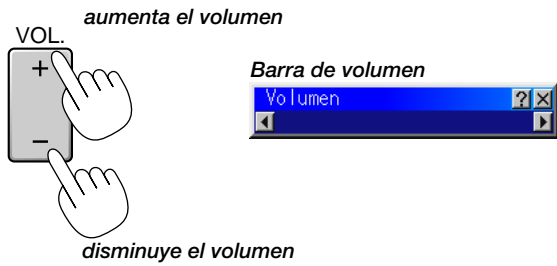 aumenta el volumen
VOL.
+
–
Barra de volumen
Volumen ? ×
disminuye el volumen